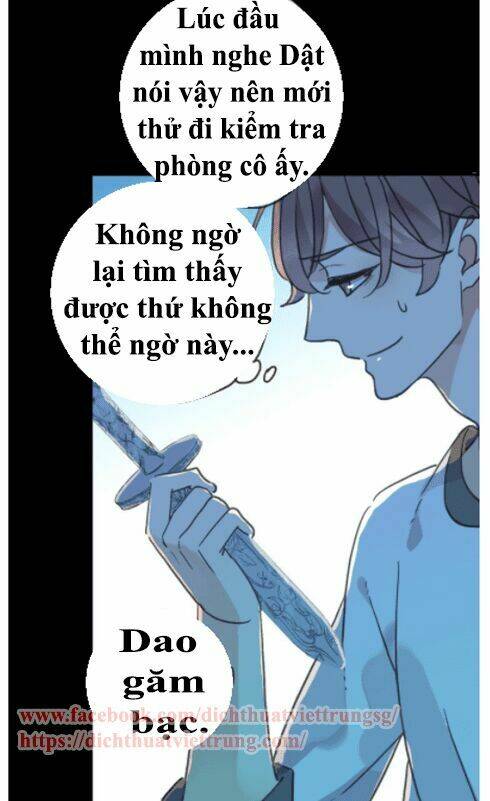 Lúc đầu
mình nghe Dật
nói vậy nên mới
thử đi kiểm tra
phòng cô ấy.
Không ngờ
lại tìm thấy
được thứ không
thể ngờ này...
Dao
găm
bạc.
www.facebook.com/dichthuatviettrungsg/
https://dichthuatviettrung.com/